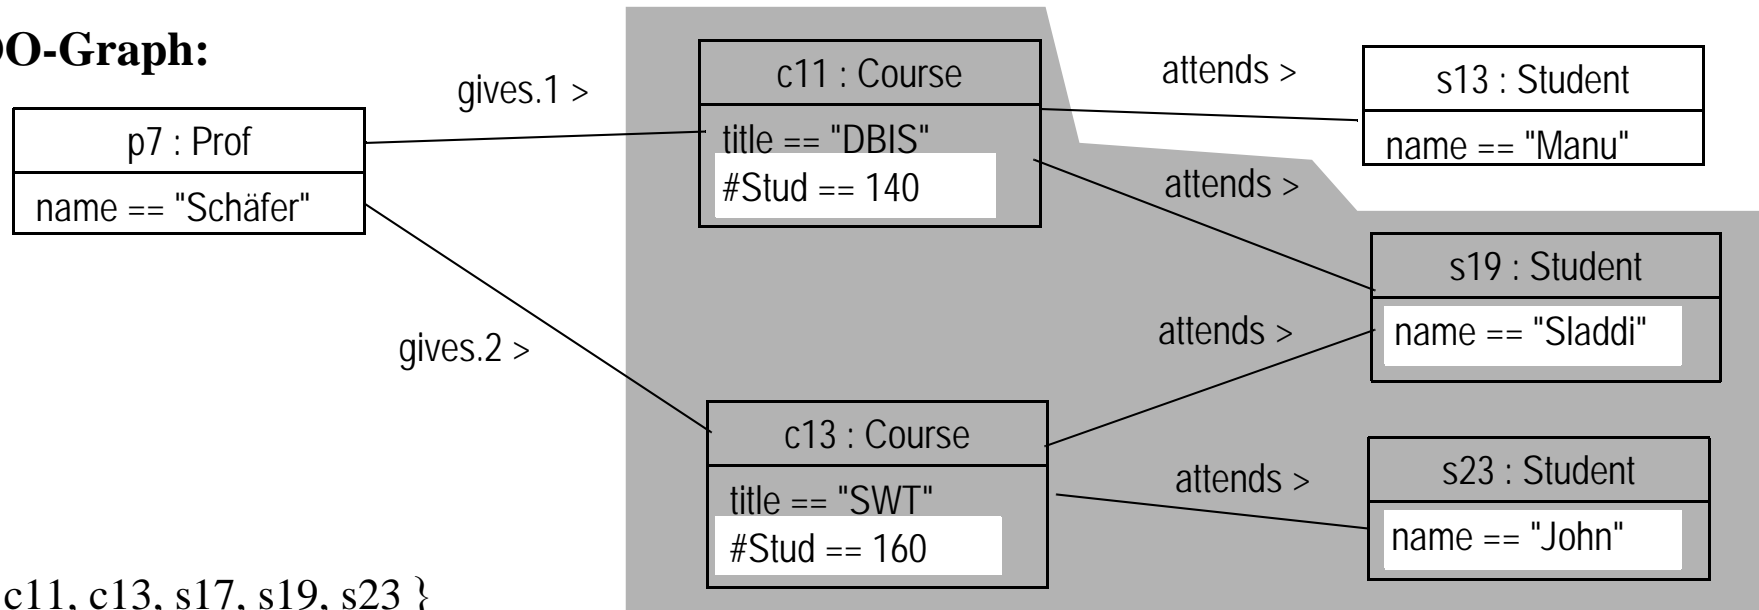 OO-Graph:
gives.1 >
c11 : Course
title == "DBIS"
#Stud == 140
attends >
s13 : Student
name == "Manu"
p7 : Prof
name == "Schäfer"
attends >
s19 : Student
name == "Sladdi"
gives.2 >
attends >
c13 : Course
title == "SWT"
#Stud == 160
attends >
s23 : Student
name == "John"
c11, c13, s17, s19, s23 }